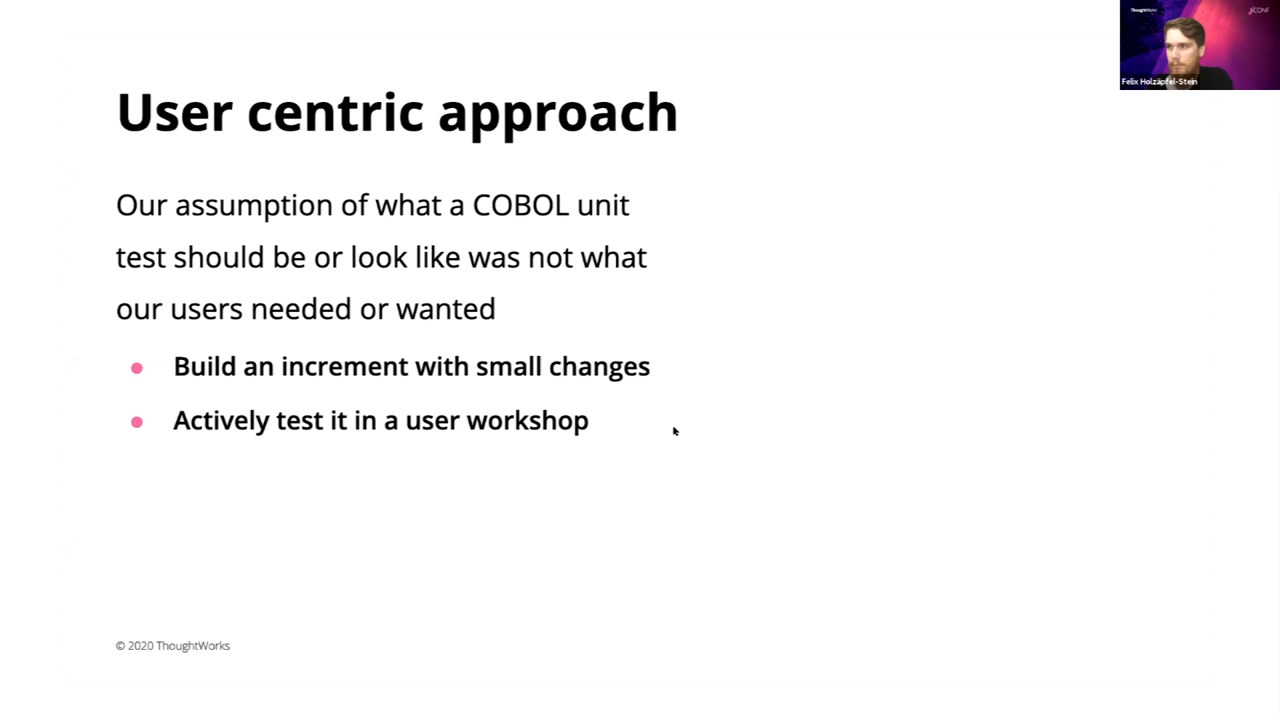 ThoughtWorks
XCONF
Felix Holzäpfel-Stein
User centric approach
Our assumption of what a COBOL unit
test should be or look like was not what
our users needed or wanted
● Build an increment with small changes
● Actively test it in a user workshop
© 2020 ThoughtWorks